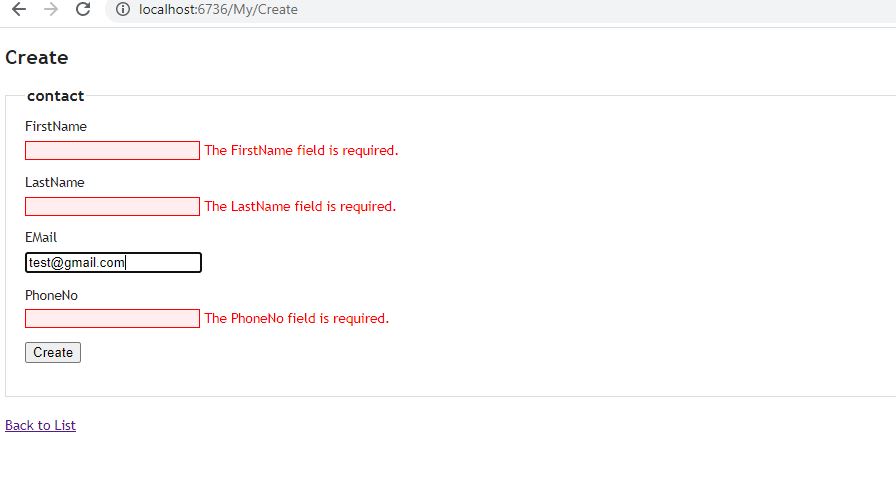 localhost:6736/My/Create
Create
contact
FirstName
The FirstName field is required.
LastName
The LastName field is required.
EMail
test@gmail.com
PhoneNo
The PhoneNo field is required.
Create
Back to List